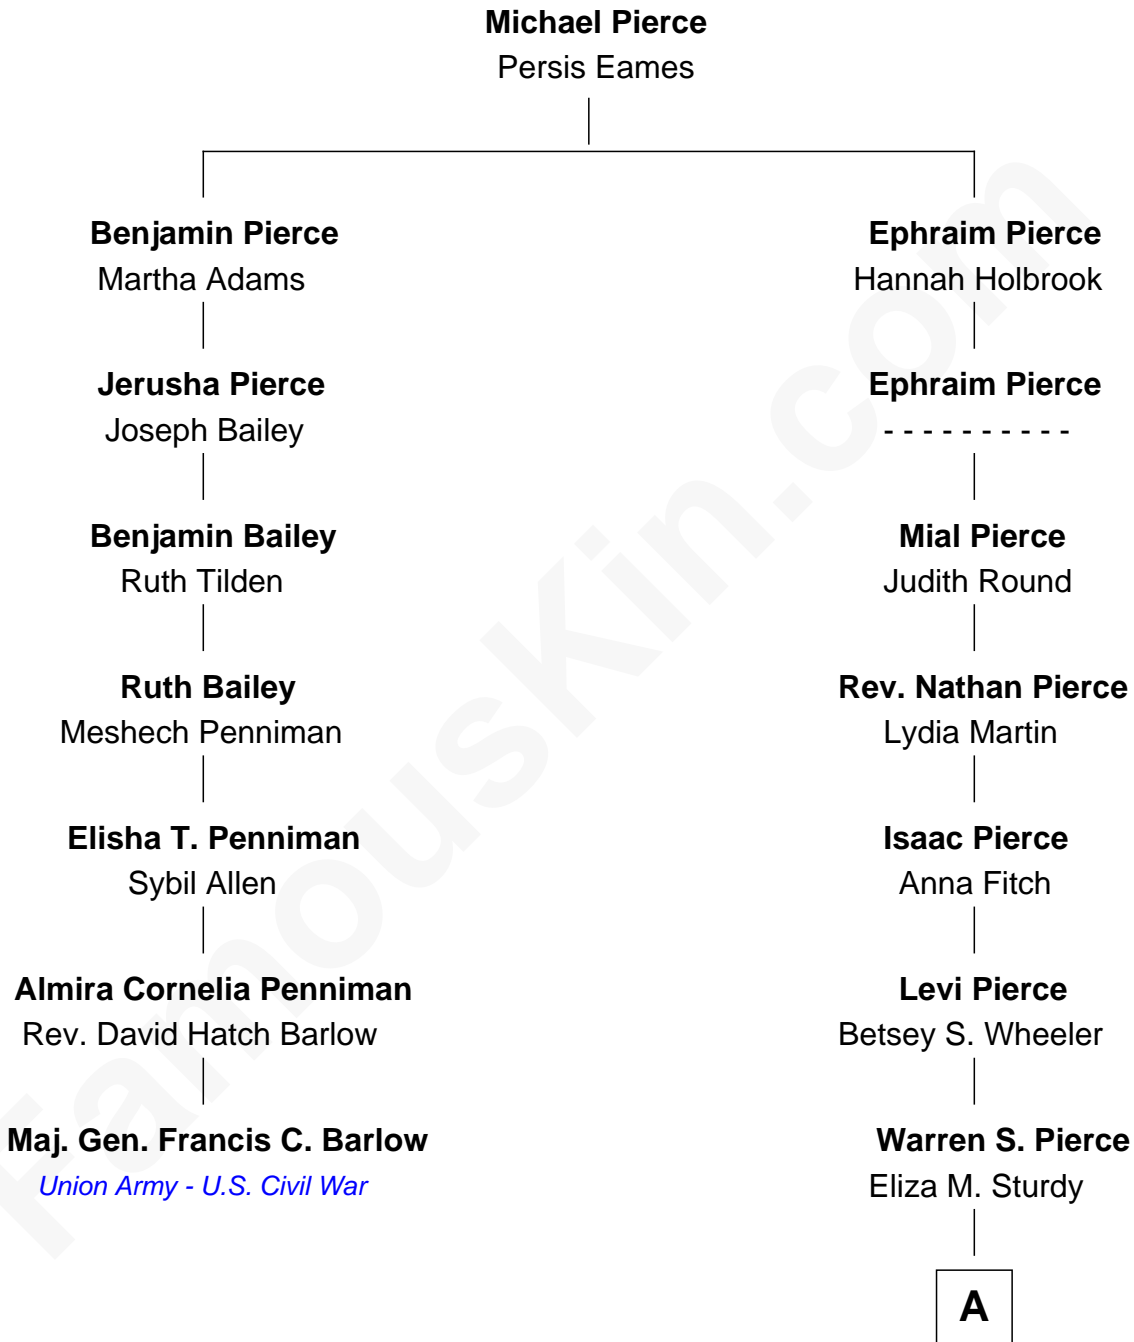 Michael Pierce
Persis Eames
Benjamin Pierce
Martha Adams
Ephraim Pierce
Hannah Holbrook
Jerusha Pierce
Joseph Bailey
Ephraim Pierce
- - - - - - - - - -
Benjamin Bailey
Ruth Tilden
Mial Pierce
Judith Round
Ruth Bailey
Meshech Penniman
Rev. Nathan Pierce
Lydia Martin
Elisha T. Penniman
Sybil Allen
Isaac Pierce
Anna Fitch
Almira Cornelia Penniman
Rev. David Hatch Barlow
Levi Pierce
Betsey S. Wheeler
Maj. Gen. Francis C. Barlow
Union Army - U.S. Civil War
Warren S. Pierce
Eliza M. Sturdy
A
FamousKin.com